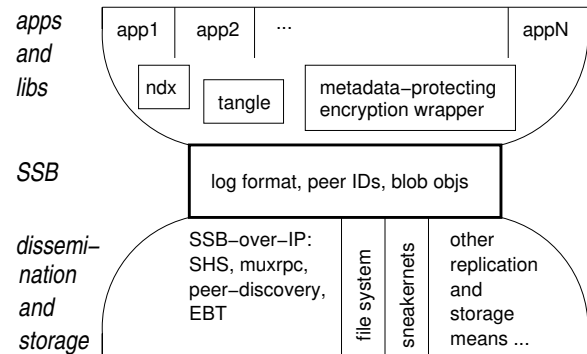 apps
and
libs
app1
app2
...
appN
ndx
tangle
metadata-protecting
encryption wrapper
SSB
log format, peer IDs, blob objs
dissemi-
nation
and
storage
SSB-over-IP:
SHS, muxrpc,
peer-discovery,
EBT
file system
sneakernets
other
replication
and
storage
means ...